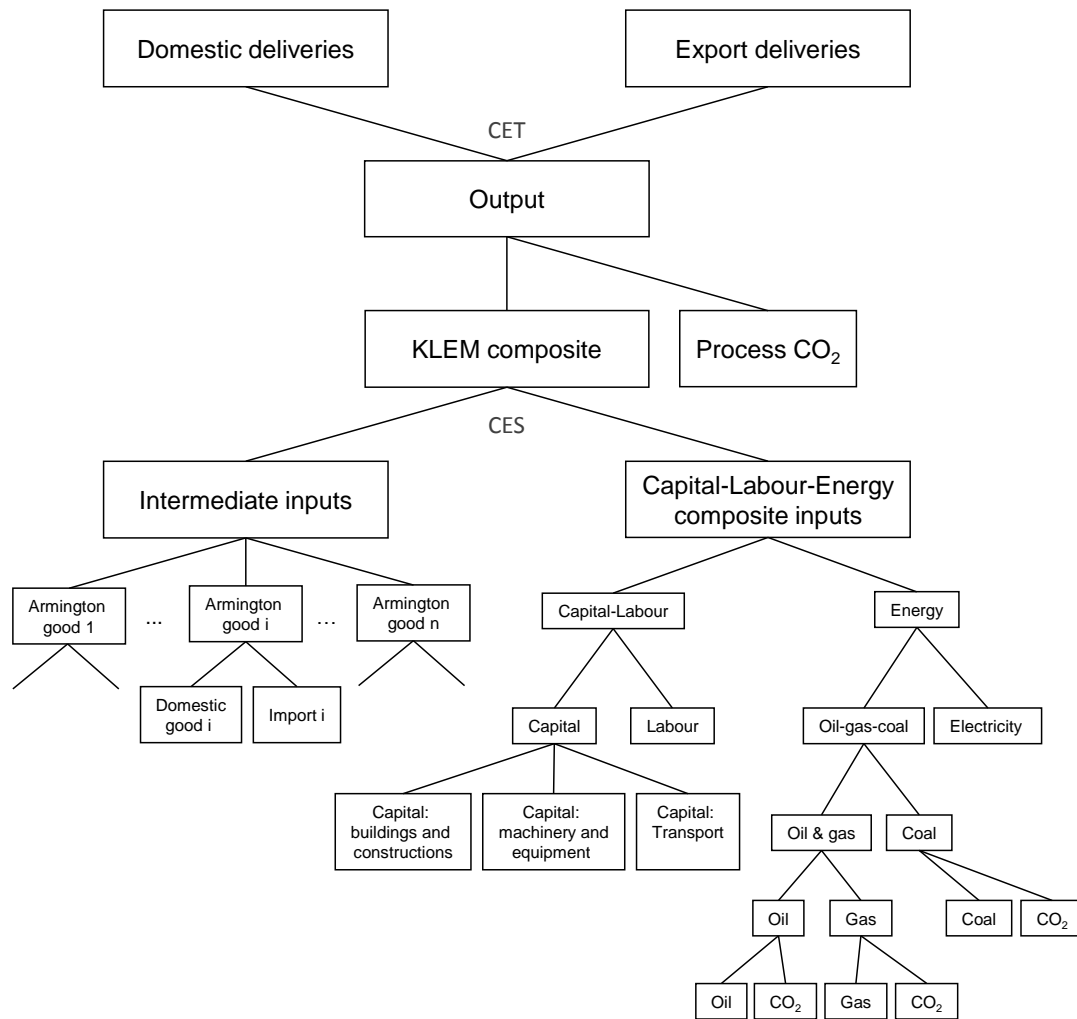 Domestic deliveries
Export deliveries
CET
Output
KLEM composite
Process CO₂
CES
Intermediate inputs
Capital-Labour-Energy
composite inputs
Armington
good 1
...
Armington
good i
...
Armington
good n
Capital-Labour
Energy
Domestic
good i
Import i
Capital
Labour
Oil-gas-coal
Electricity
Capital:
buildings and
constructions
Capital:
machinery and
equipment
Capital:
Transport
Oil & gas
Coal
Oil
Gas
Coal
CO₂
Oil
CO₂
Gas
CO₂